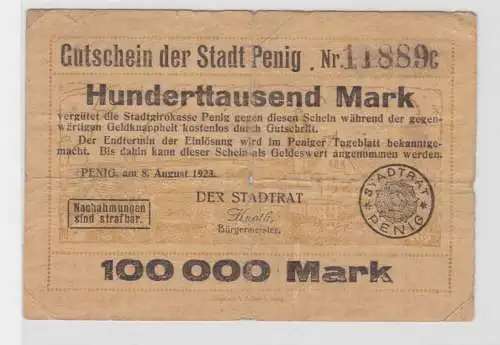 Gutschein der Stadt Penig . Nr. 11889c
Hunderttausend Mark
vergütet die Stadtgirokasse Penig gegen diesen Schein während der gegen-
wärtigen Geldknappheit kostenlos durch Gutschrift.
Der Endtermin der Einlösung wird im Peniger Tageblatt bekanntge-
macht. Bis dahin kann dieser Schein als Geldeswert angenommen werden.
PENIG, am 8. August 1923.
DER STADTRAT
Bürgermeister.
Nachahmungen
sind strafbar.
* STADTRAT *
PENIG
100 000 Mark